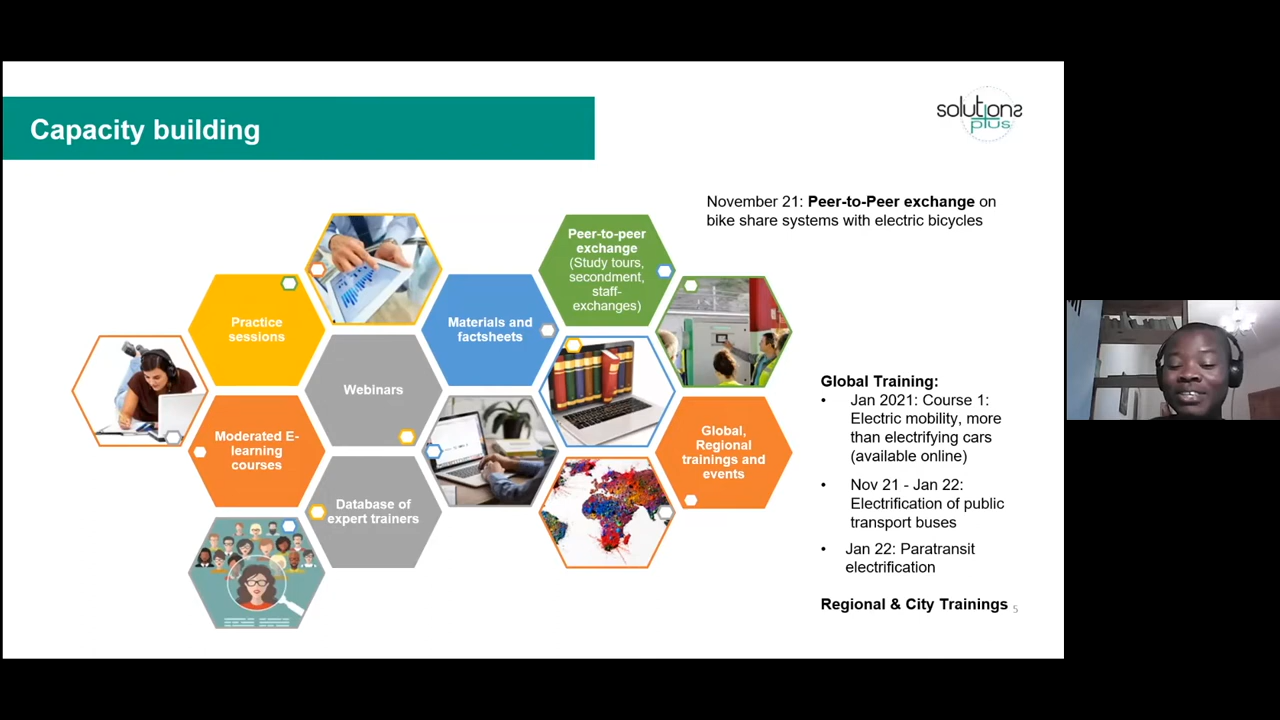 Capacity building
solutions
plus
November 21: Peer-to-Peer exchange on
bike share systems with electric bicycles
Peer-to-peer
exchange
(Study tours,
secondment,
staff-
exchanges)
Practice
sessions
Materials and
factsheets
Webinars
Moderated E-
learning
courses
Global,
Regional
trainings and
events
Database of
expert trainers
Global Training:
• Jan 2021: Course 1:
Electric mobility, more
than electrifying cars
(available online)
• Nov 21 - Jan 22:
Electrification of public
transport buses
• Jan 22: Paratransit
electrification
Regional & City Trainings
5